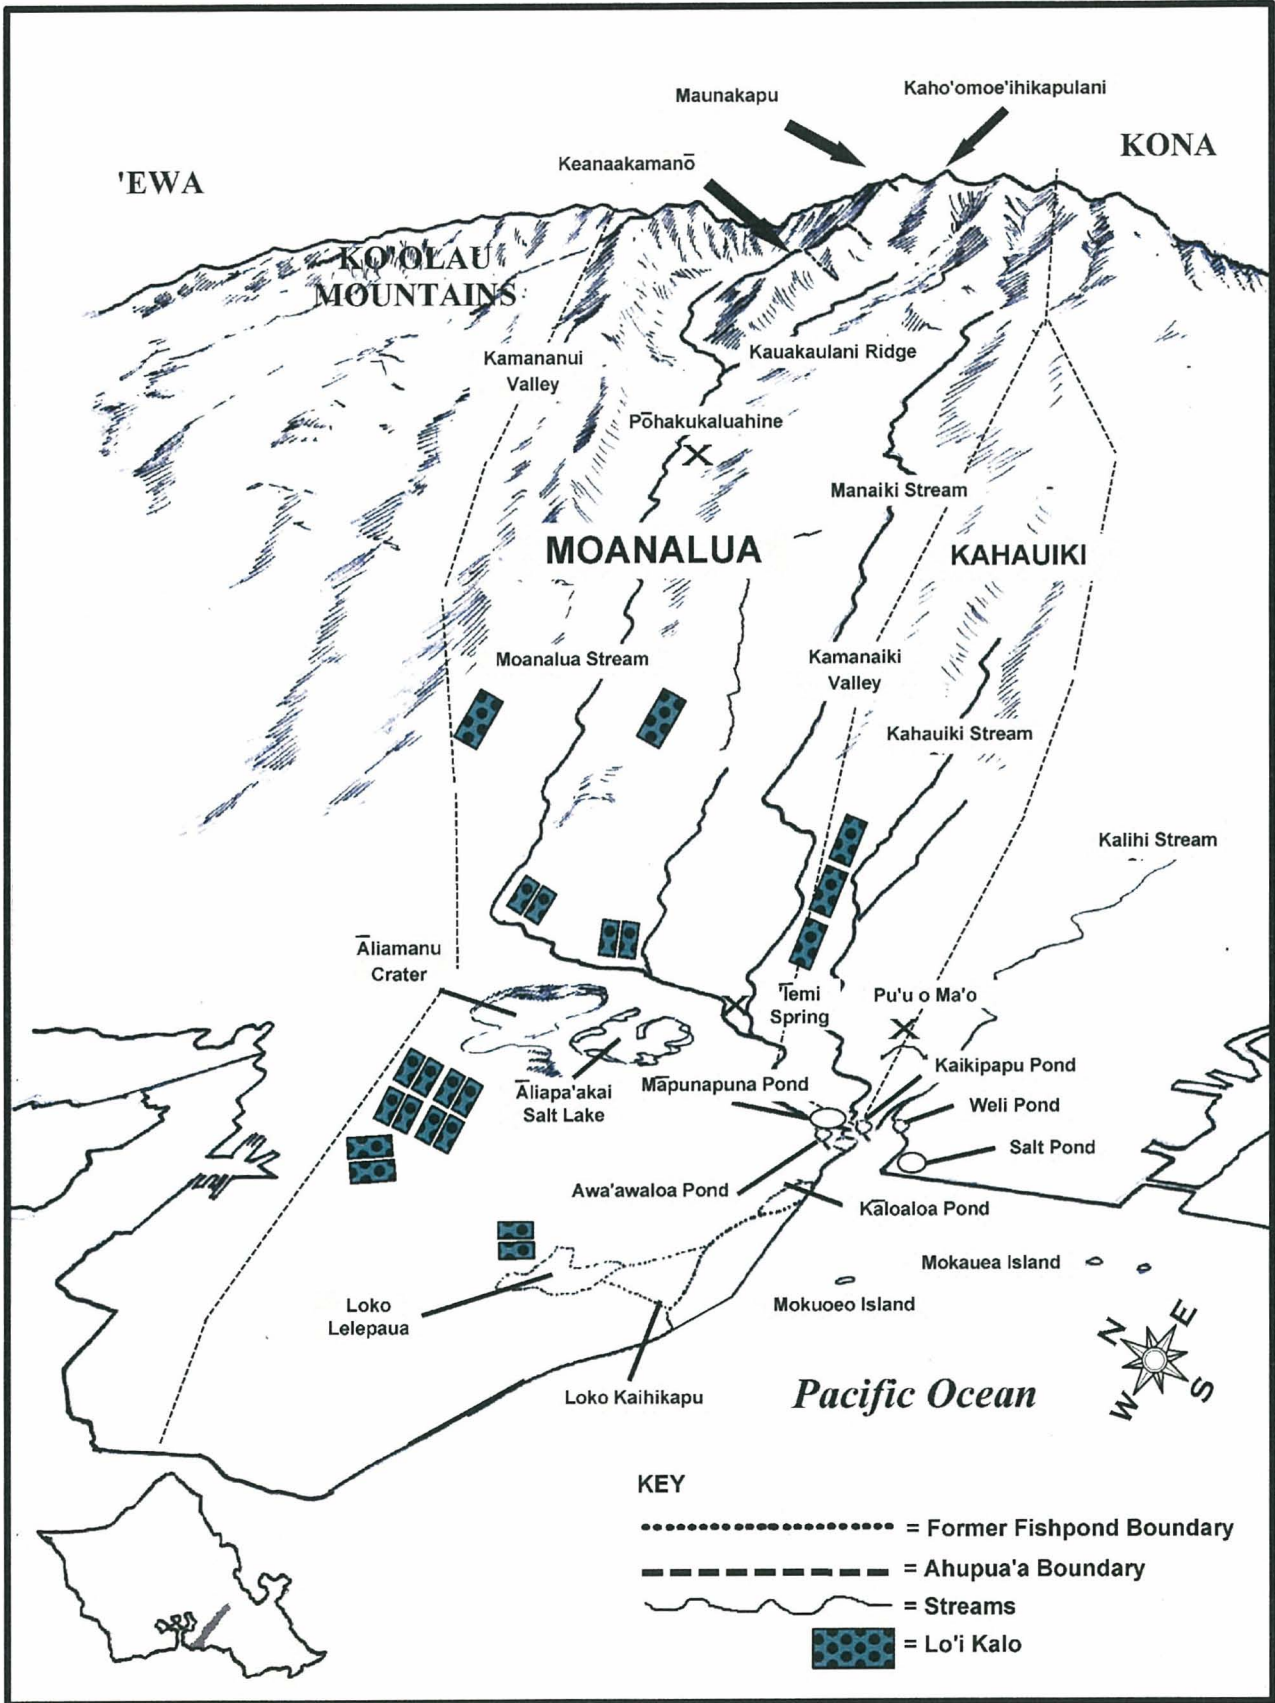 Maunakapu
Kaho'omoe'ihikapulani
KONA
Keanaakamanō
'EWA
KO'OLAU
MOUNTAINS
Kamananui
Valley
Kauakaulani Ridge
Pōhakukaluahine
Manaiki Stream
MOANALUA
KAHAUIKI
Moanalua Stream
Kamanaiki
Valley
Kahauiki Stream
Kalihi Stream
Āliamanu
Crater
Īemi
Spring
Pu'u o Ma'o
Kaikipapu Pond
Āliapa'akai
Salt Lake
Māpunapuna Pond
Weli Pond
Salt Pond
Awa'awaloa Pond
Kāloaloa Pond
Mokauea Island
Mokuoeo Island
Loko
Lelepaua
Loko Kaihikapu
Pacific Ocean
N
E
W
S
KEY
= Former Fishpond Boundary
= Ahupua'a Boundary
= Streams
= Lo'i Kalo